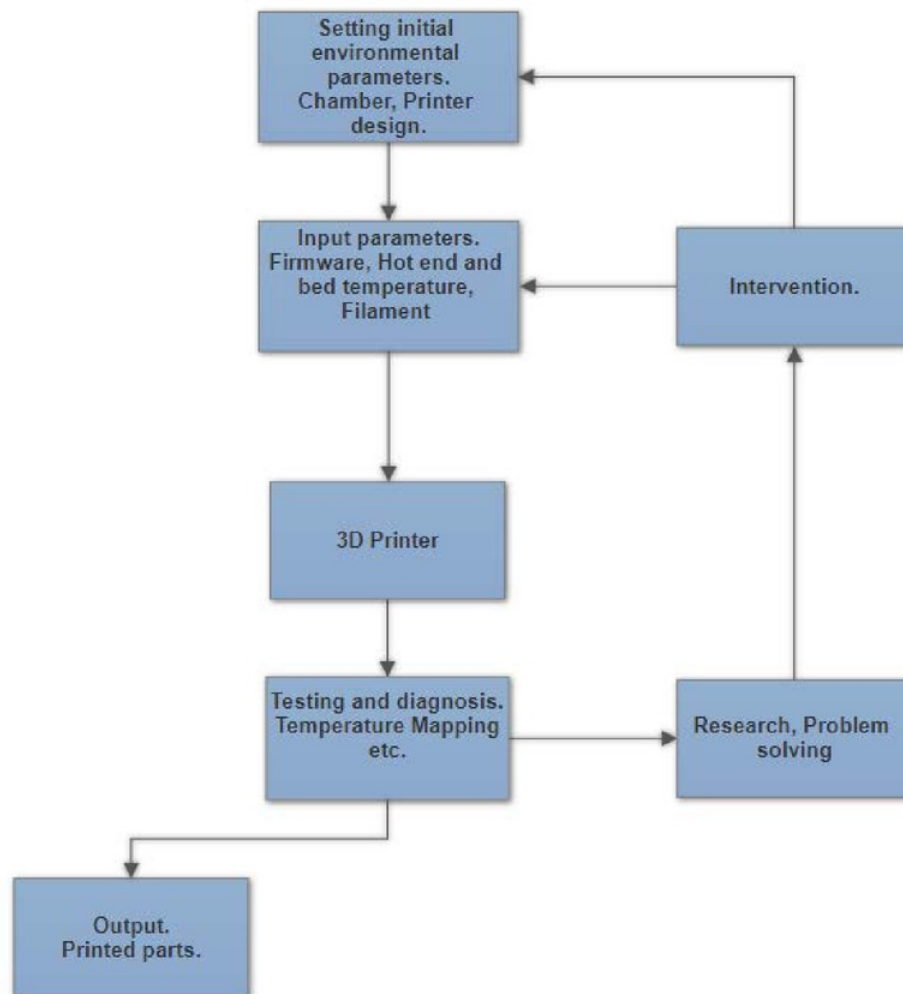 Setting initial
environmental
parameters.
Chamber, Printer
design.
Input parameters.
Firmware, Hot end and
bed temperature,
Filament
Intervention.
3D Printer
Testing and diagnosis.
Temperature Mapping
etc.
Research, Problem
solving
Output.
Printed parts.